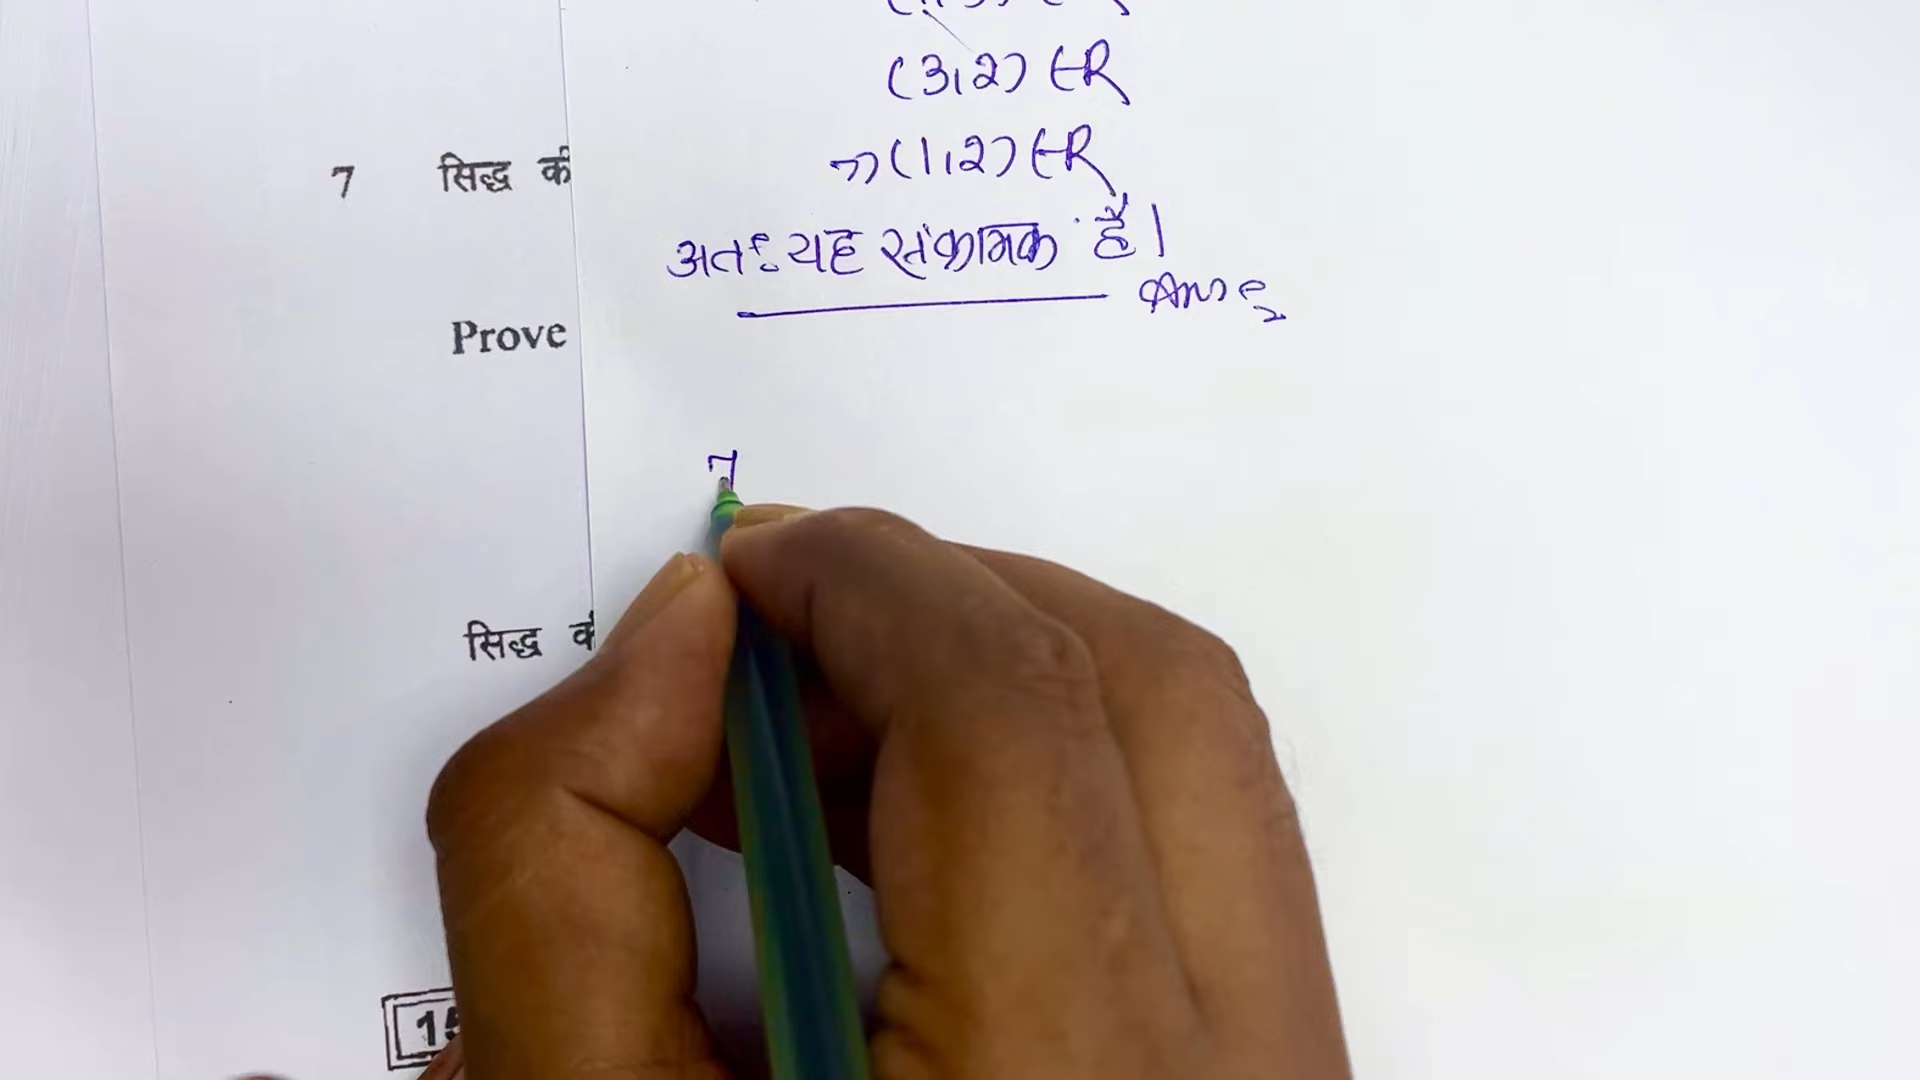 (3,2) ∈R
⇒ (1,2) ∈R
अतः यह संक्रामक है।
Ans
7 सिद्ध की
Prove
7
सिद्ध
15